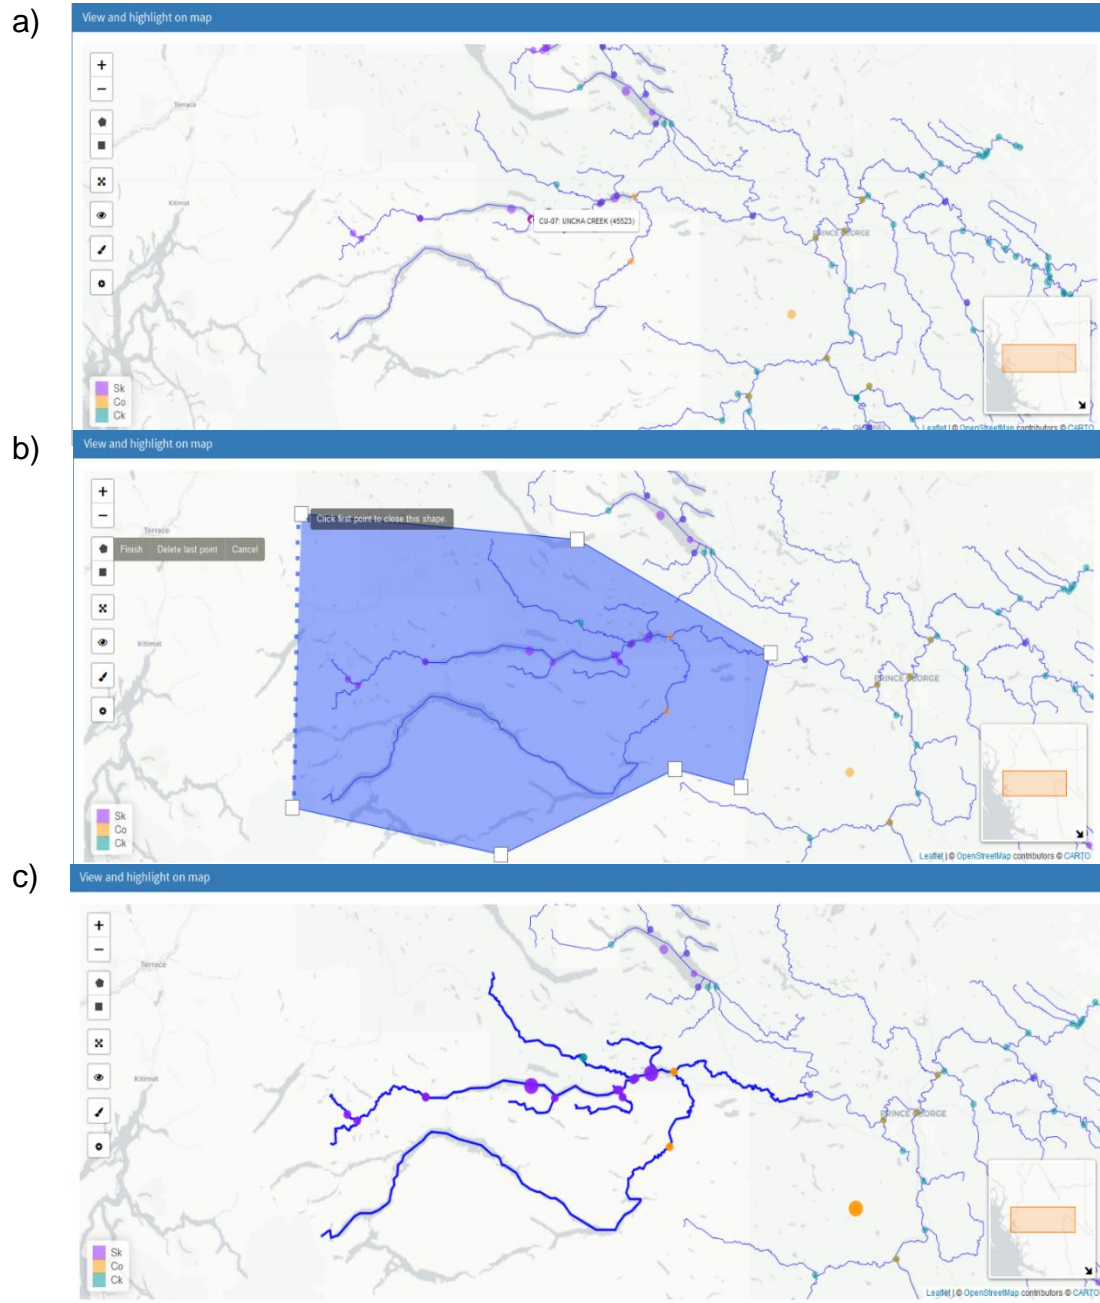 a)
View and highlight on map
+
−
Terrace
Kitimat
CU-07: UNCHA CREEK (45523)
PRINCE GEORGE
Sk
Co
Ck
Leaflet | © OpenStreetMap contributors © CARTO
b)
View and highlight on map
+
−
Click first point to close this shape
Terrace
Finish Delete last point Cancel
Kitimat
PRINCE GEORGE
Sk
Co
Ck
Leaflet | © OpenStreetMap contributors © CARTO
c)
View and highlight on map
+
−
Terrace
Kitimat
PRINCE GEORGE
Sk
Co
Ck
Leaflet | © OpenStreetMap contributors © CARTO